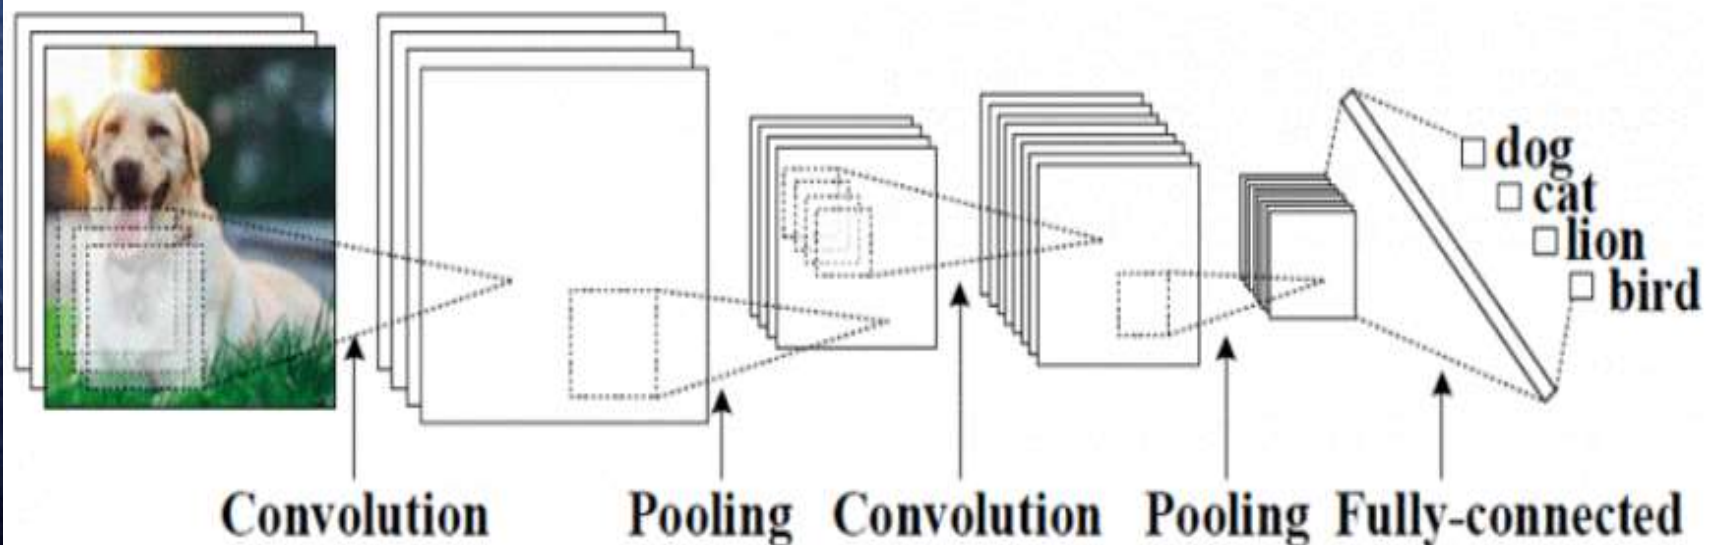 dog
cat
lion
bird
Convolution Pooling Convolution Pooling Fully-connected